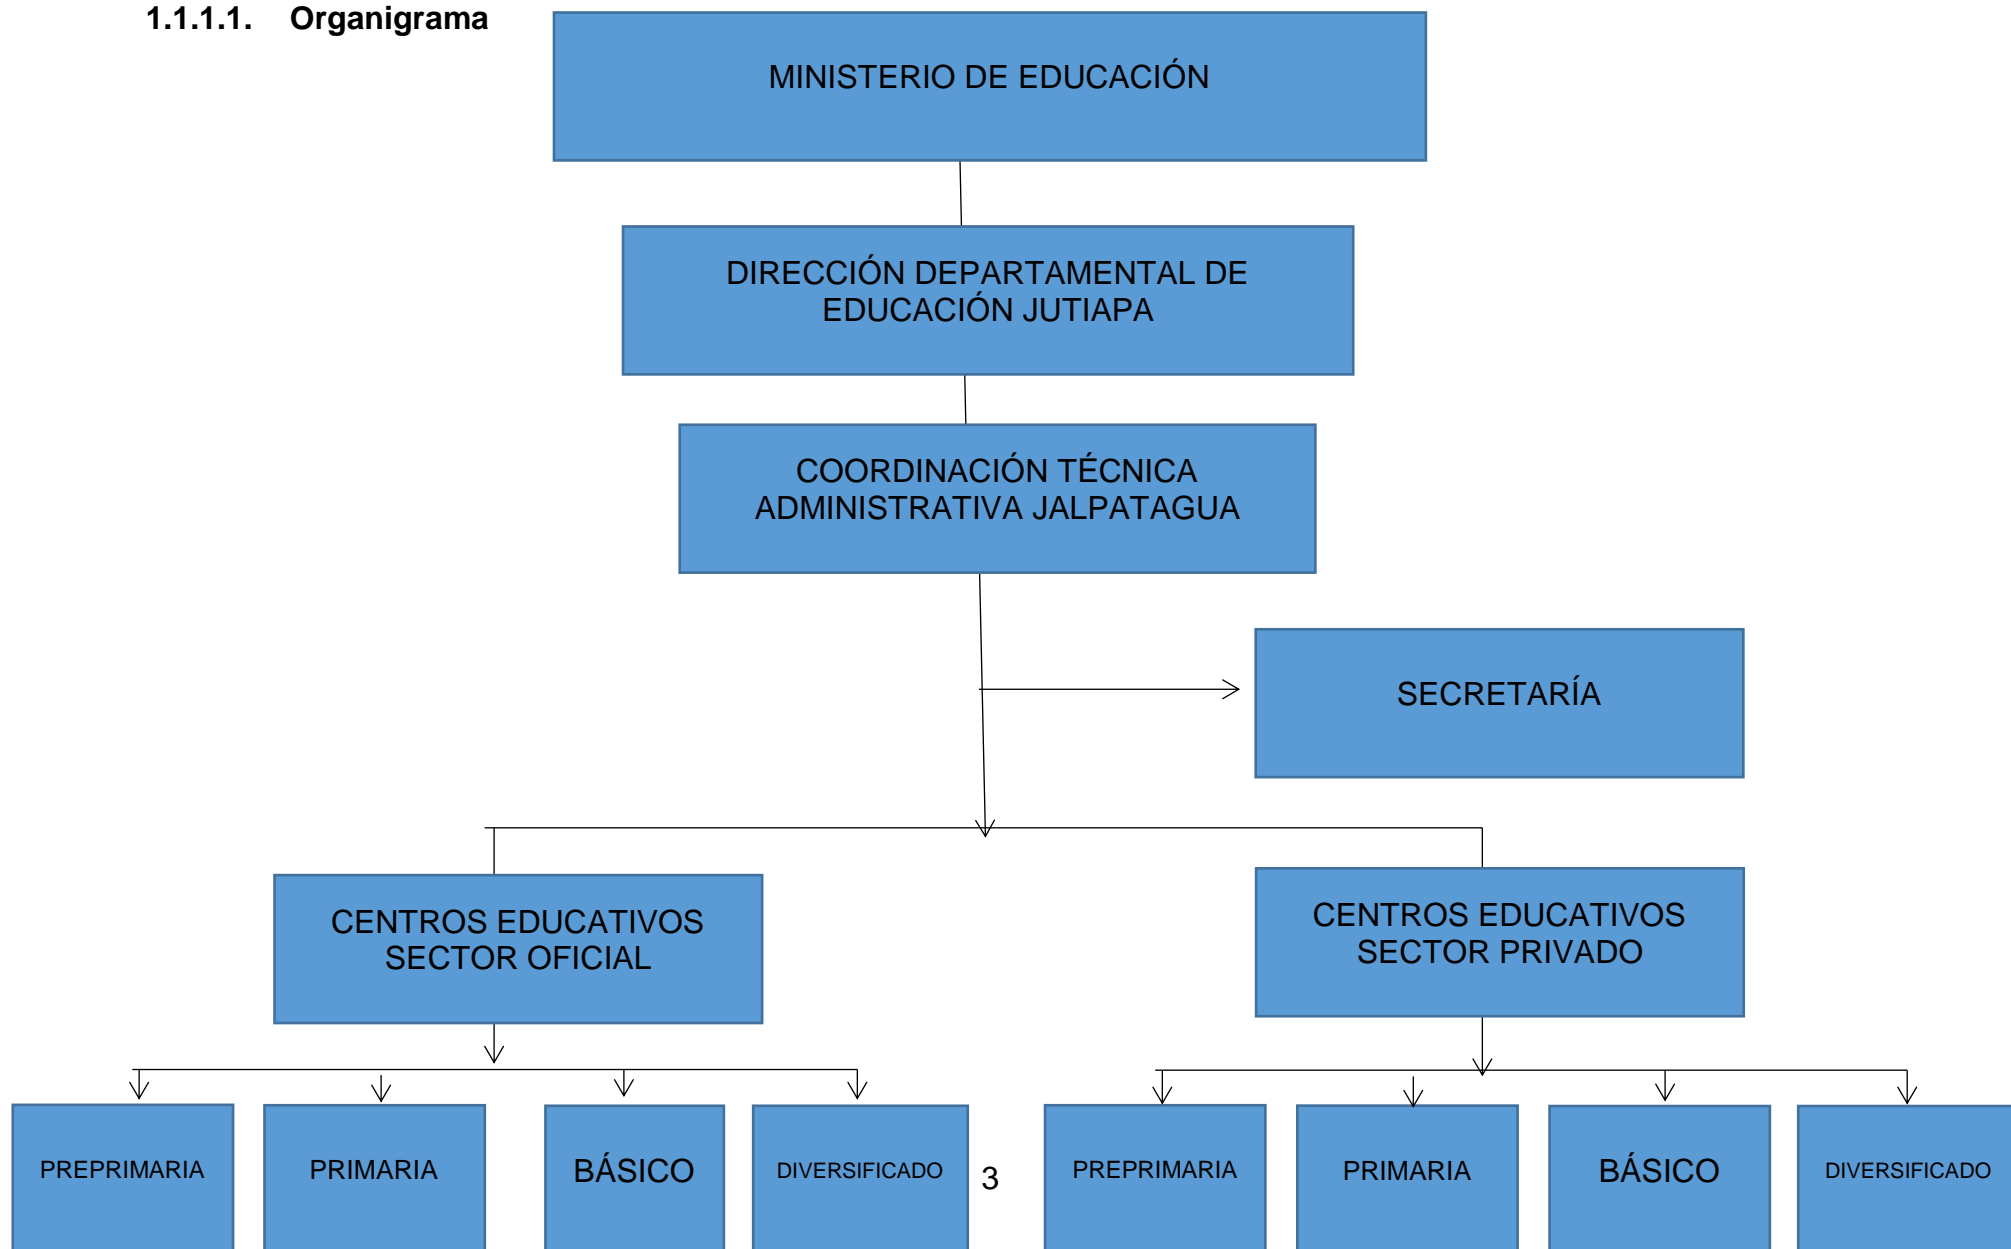 1.1.1.1. Organigrama
MINISTERIO DE EDUCACIÓN
DIRECCIÓN DEPARTAMENTAL DE
EDUCACIÓN JUTIAPA
COORDINACIÓN TÉCNICA
ADMINISTRATIVA JALPATAGUA
SECRETARÍA
CENTROS EDUCATIVOS
SECTOR OFICIAL
CENTROS EDUCATIVOS
SECTOR PRIVADO
PREPRIMARIA
PRIMARIA
BÁSICO
DIVERSIFICADO
3
PREPRIMARIA
PRIMARIA
BÁSICO
DIVERSIFICADO